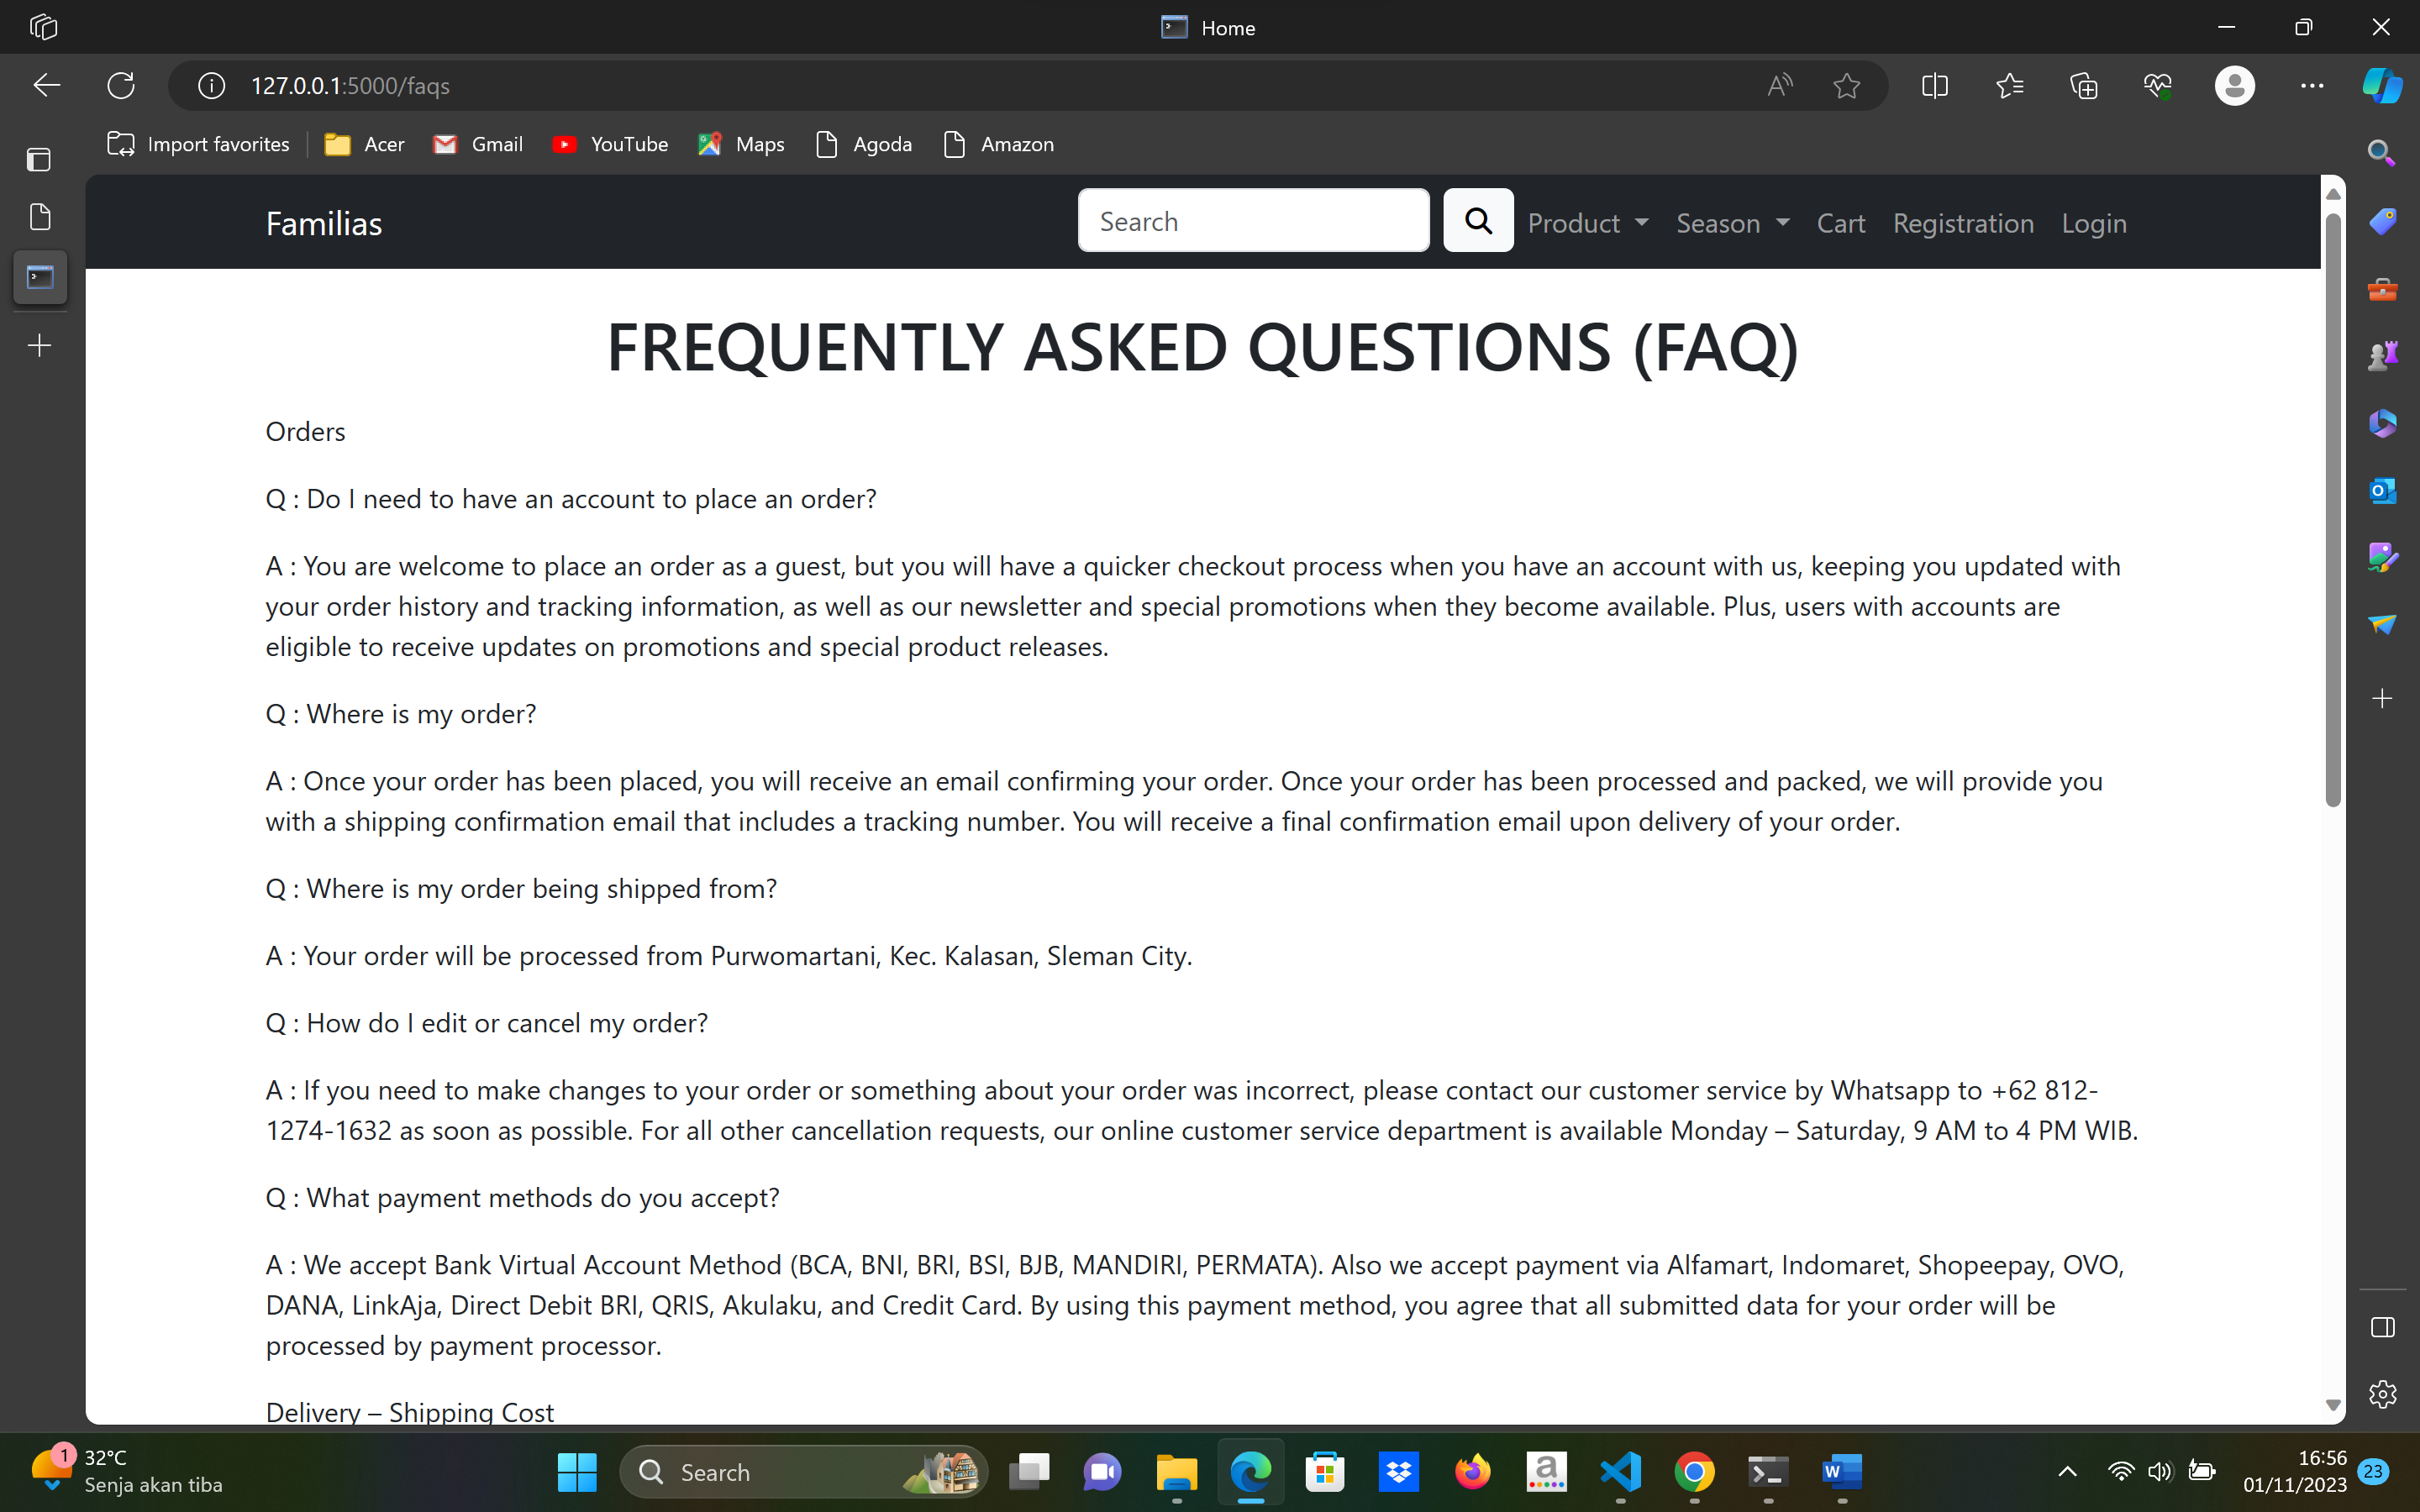 Home
127.0.0.1:5000/faqs
Import favorites
Acer
Gmail
YouTube
Maps
Agoda
Amazon
Familias
Search
Product
Season
Cart
Registration
Login
FREQUENTLY ASKED QUESTIONS (FAQ)
Orders
Q : Do I need to have an account to place an order?
A : You are welcome to place an order as a guest, but you will have a quicker checkout process when you have an account with us, keeping you updated with
your order history and tracking information, as well as our newsletter and special promotions when they become available. Plus, users with accounts are
eligible to receive updates on promotions and special product releases.
Q : Where is my order?
A : Once your order has been placed, you will receive an email confirming your order. Once your order has been processed and packed, we will provide you
with a shipping confirmation email that includes a tracking number. You will receive a final confirmation email upon delivery of your order.
Q : Where is my order being shipped from?
A : Your order will be processed from Purwomartani, Kec. Kalasan, Sleman City.
Q : How do I edit or cancel my order?
A : If you need to make changes to your order or something about your order was incorrect, please contact our customer service by Whatsapp to +62 812-
1274-1632 as soon as possible. For all other cancellation requests, our online customer service department is available Monday – Saturday, 9 AM to 4 PM WIB.
Q : What payment methods do you accept?
A : We accept Bank Virtual Account Method (BCA, BNI, BRI, BSI, BJB, MANDIRI, PERMATA). Also we accept payment via Alfamart, Indomaret, Shopeepay, OVO,
DANA, LinkAja, Direct Debit BRI, QRIS, Akulaku, and Credit Card. By using this payment method, you agree that all submitted data for your order will be
processed by payment processor.
Delivery – Shipping Cost
1
32°C
Senja akan tiba
Search
16:56
01/11/2023
23